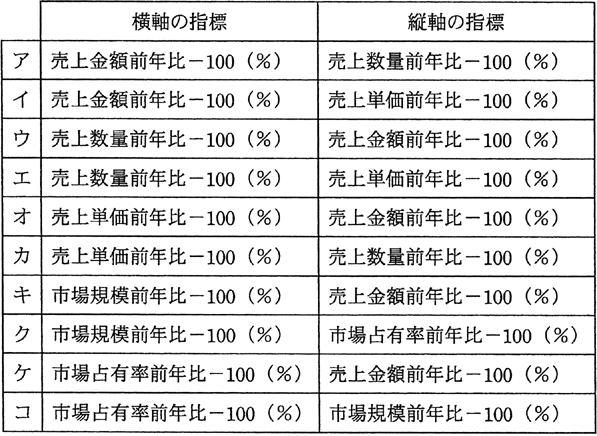 横軸の指標 縦軸の指標
ア 売上金額前年比－100（％） 売上数量前年比－100（％）
イ 売上金額前年比－100（％） 売上単価前年比－100（％）
ウ 売上数量前年比－100（％） 売上金額前年比－100（％）
エ 売上数量前年比－100（％） 売上単価前年比－100（％）
オ 売上単価前年比－100（％） 売上金額前年比－100（％）
カ 売上単価前年比－100（％） 売上数量前年比－100（％）
キ 市場規模前年比－100（％） 売上金額前年比－100（％）
ク 市場規模前年比－100（％） 市場占有率前年比－100（％）
ケ 市場占有率前年比－100（％） 売上金額前年比－100（％）
コ 市場占有率前年比－100（％） 市場規模前年比－100（％）